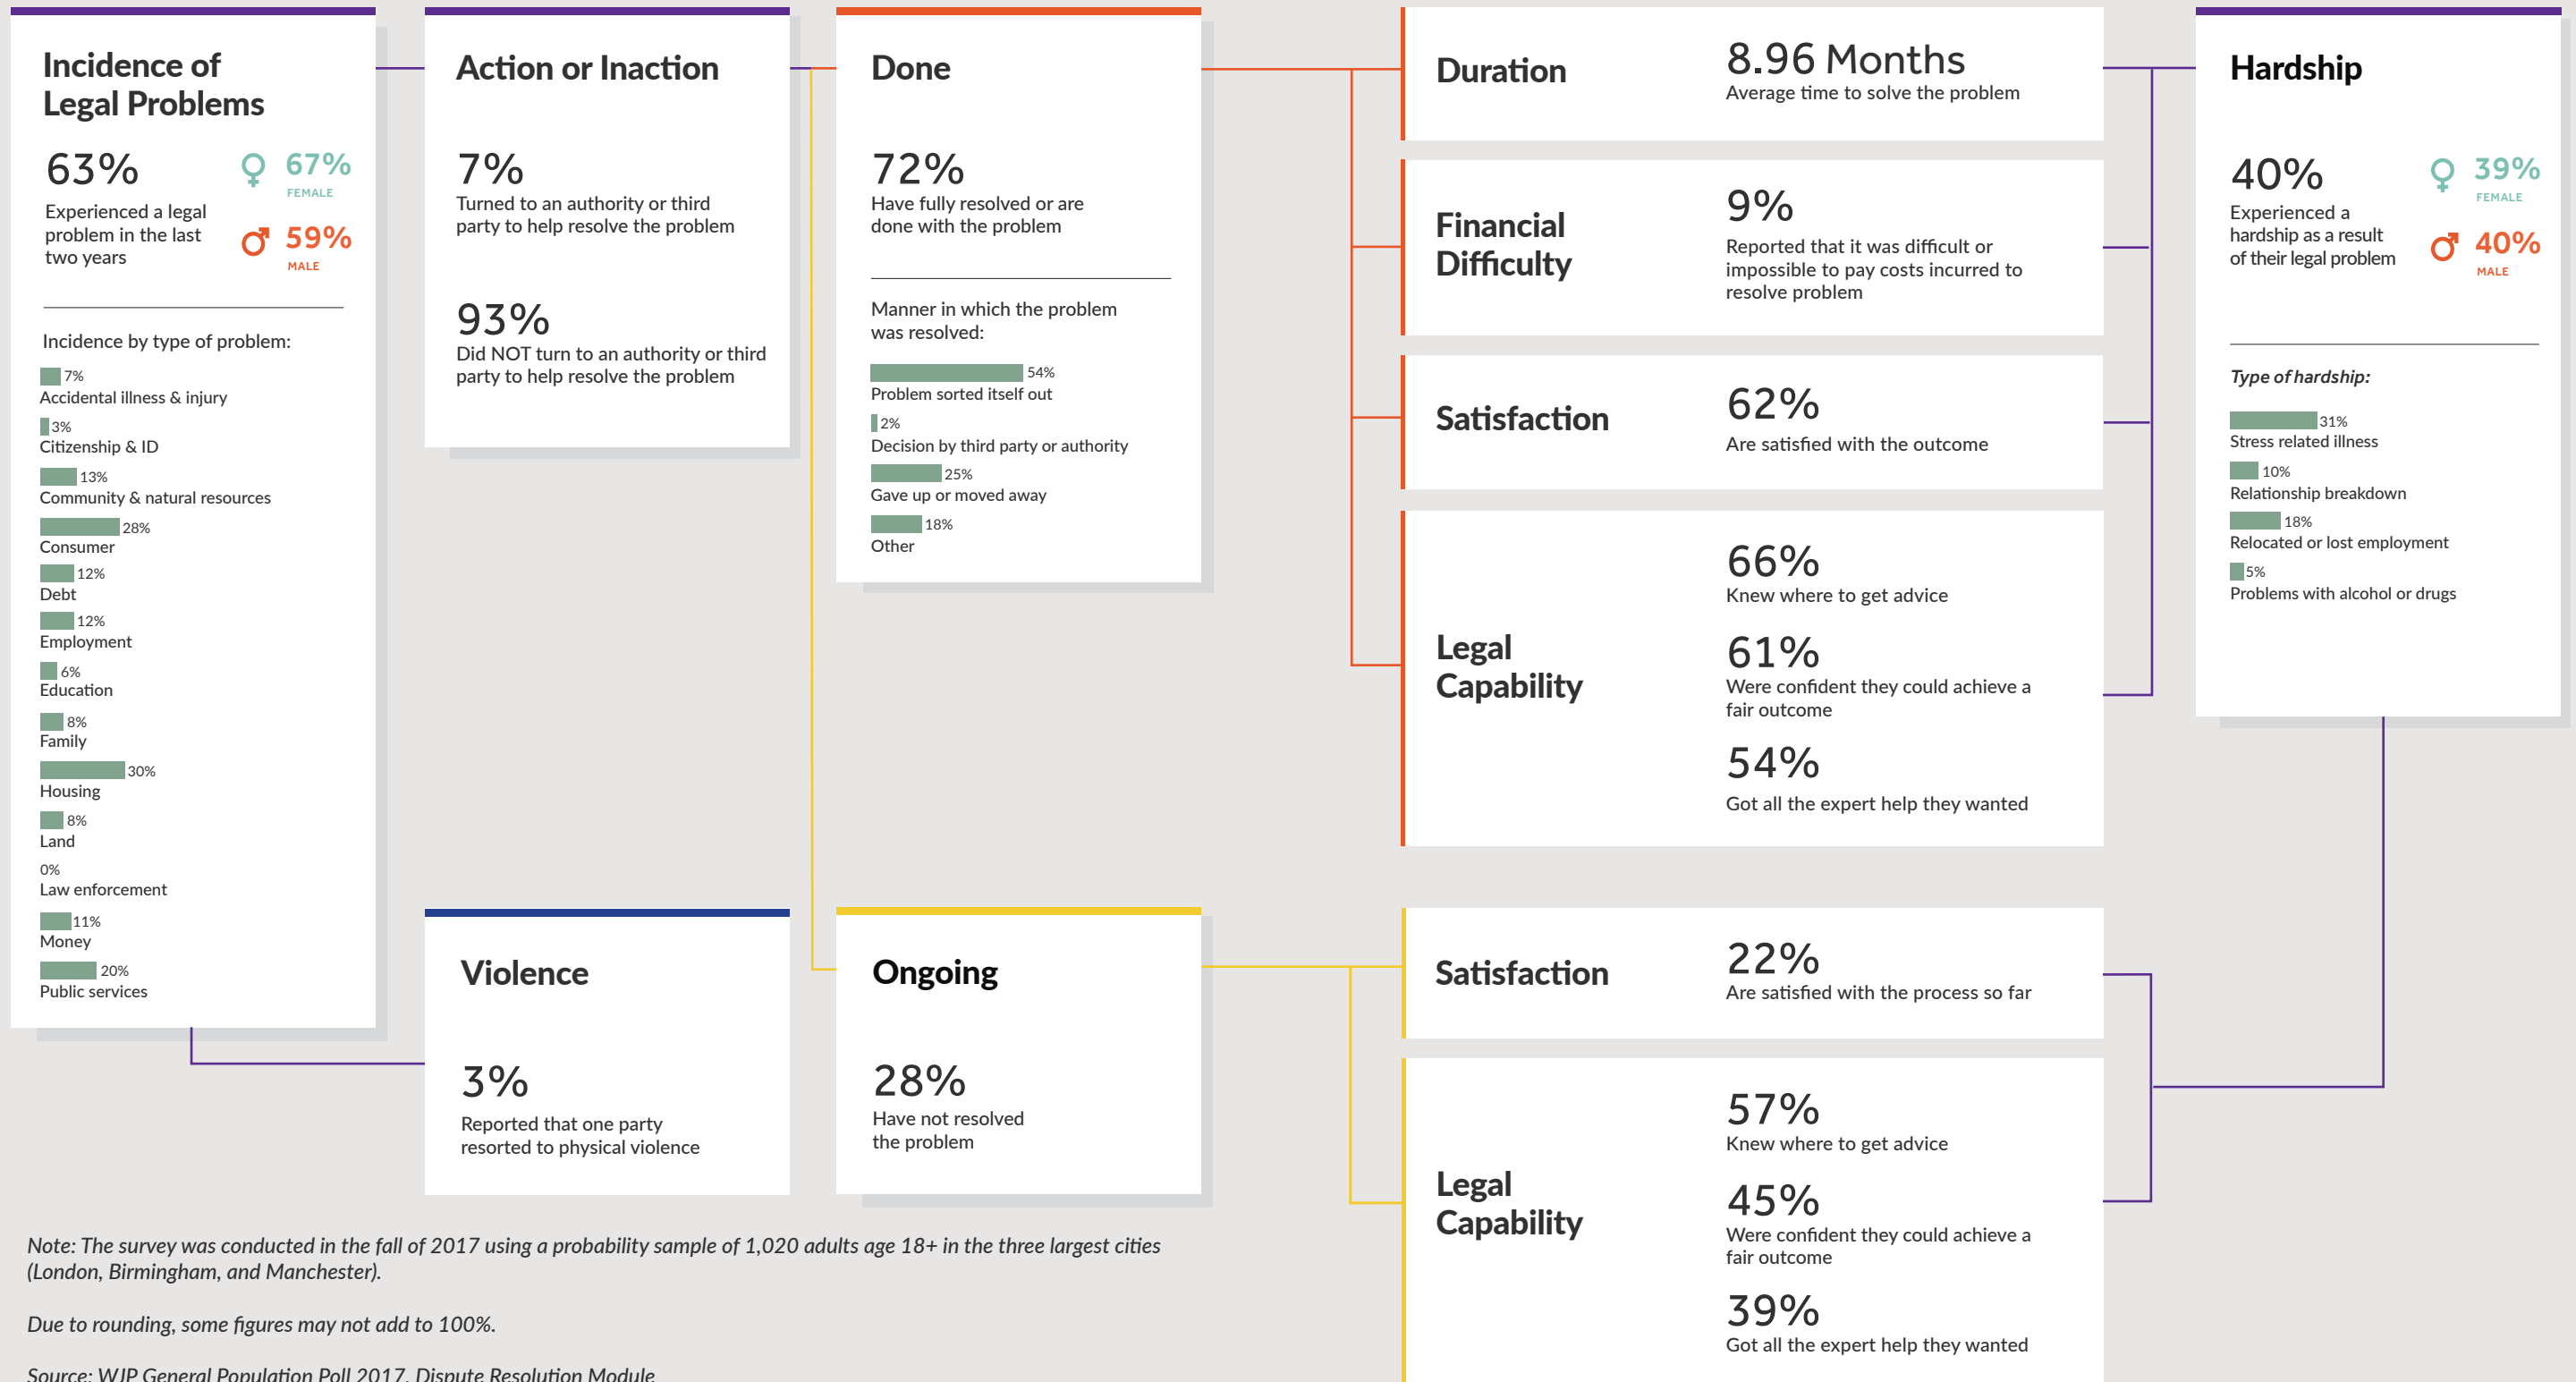 Incidence of
Legal Problems
63%
Experienced a legal
problem in the last
two years
67%
FEMALE
59%
MALE
Incidence by type of problem:
7%
Accidental illness & injury
3%
Citizenship & ID
13%
Community & natural resources
28%
Consumer
12%
Debt
12%
Employment
6%
Education
8%
Family
30%
Housing
8%
Land
0%
Law enforcement
11%
Money
20%
Public services
Action or Inaction
7%
Turned to an authority or third
party to help resolve the problem
93%
Did NOT turn to an authority or third
party to help resolve the problem
Violence
3%
Reported that one party
resorted to physical violence
Done
72%
Have fully resolved or are
done with the problem
Manner in which the problem
was resolved:
54%
Problem sorted itself out
2%
Decision by third party or authority
25%
Gave up or moved away
18%
Other
Ongoing
28%
Have not resolved
the problem
Duration
8.96 Months
Average time to solve the problem
Financial
Difficulty
9%
Reported that it was difficult or
impossible to pay costs incurred to
resolve problem
Satisfaction
62%
Are satisfied with the outcome
Legal
Capability
66%
Knew where to get advice
61%
Were confident they could achieve a
fair outcome
54%
Got all the expert help they wanted
Satisfaction
22%
Are satisfied with the process so far
Legal
Capability
57%
Knew where to get advice
45%
Were confident they could achieve a
fair outcome
39%
Got all the expert help they wanted
Hardship
40%
Experienced a
hardship as a result
of their legal problem
39%
FEMALE
40%
MALE
Type of hardship:
31%
Stress related illness
10%
Relationship breakdown
18%
Relocated or lost employment
5%
Problems with alcohol or drugs
Note: The survey was conducted in the fall of 2017 using a probability sample of 1,020 adults age 18+ in the three largest cities
(London, Birmingham, and Manchester).
Due to rounding, some figures may not add to 100%.
Source: WJP General Population Poll 2017, Dispute Resolution Module